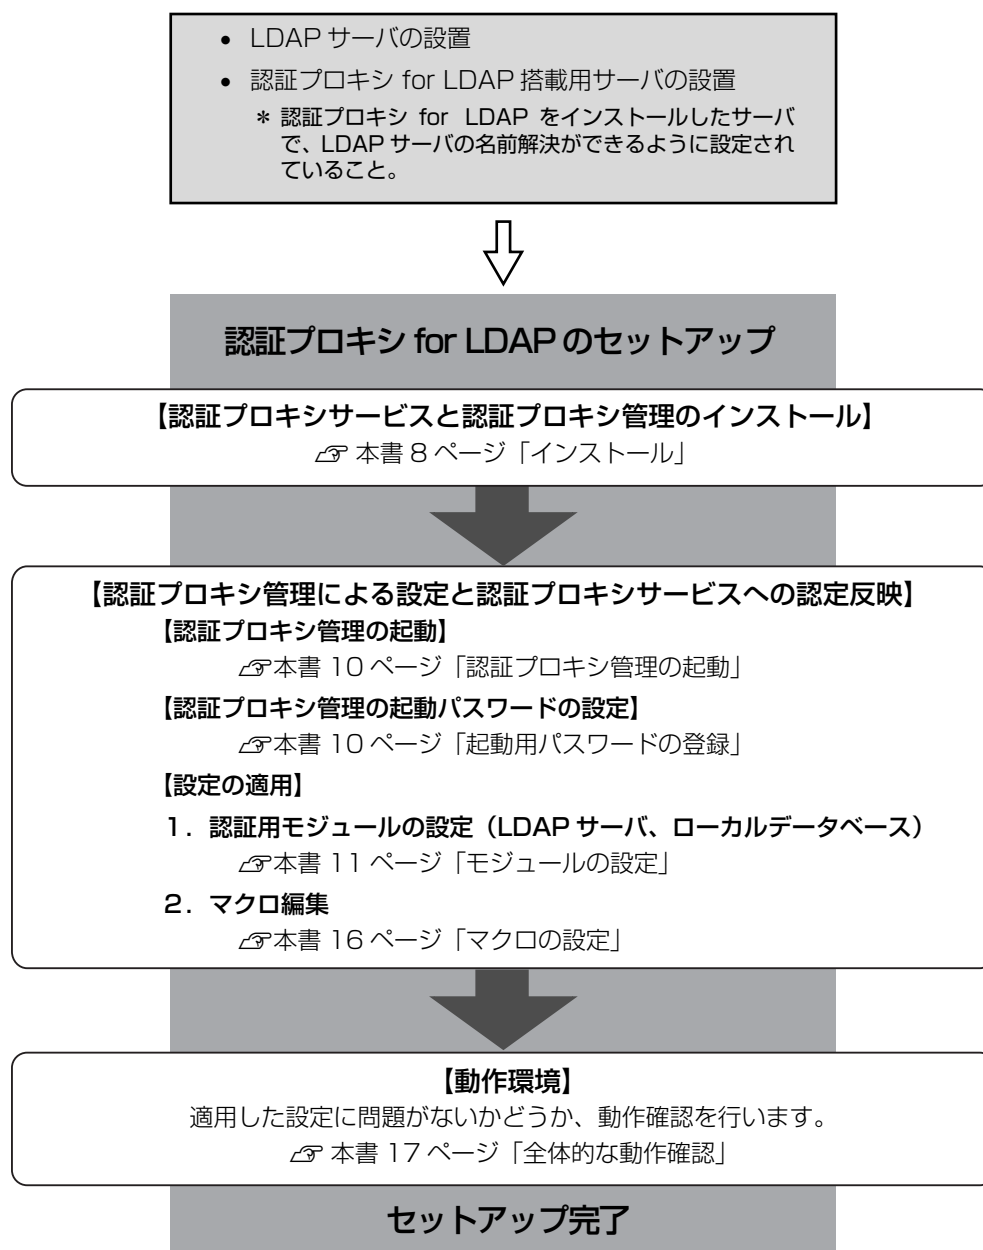 • LDAP サーバの設置
• 認証プロキシ for LDAP 搭載用サーバの設置
＊ 認証プロキシ for LDAP をインストールしたサーバ
で、LDAP サーバの名前解決ができるように設定され
ていること。
認証プロキシ for LDAP のセットアップ
【認証プロキシサービスと認証プロキシ管理のインストール】
☞ 本書 8 ページ「インストール」
【認証プロキシ管理による設定と認証プロキシサービスへの認定反映】
【認証プロキシ管理の起動】
☞本書 10 ページ「認証プロキシ管理の起動」
【認証プロキシ管理の起動パスワードの設定】
☞本書 10 ページ「起動用パスワードの登録」
【設定の適用】
1．認証用モジュールの設定（LDAP サーバ、ローカルデータベース）
☞本書 11 ページ「モジュールの設定」
2．マクロ編集
☞本書 16 ページ「マクロの設定」
【動作環境】
適用した設定に問題がないかどうか、動作確認を行います。
☞ 本書 17 ページ「全体的な動作確認」
セットアップ完了